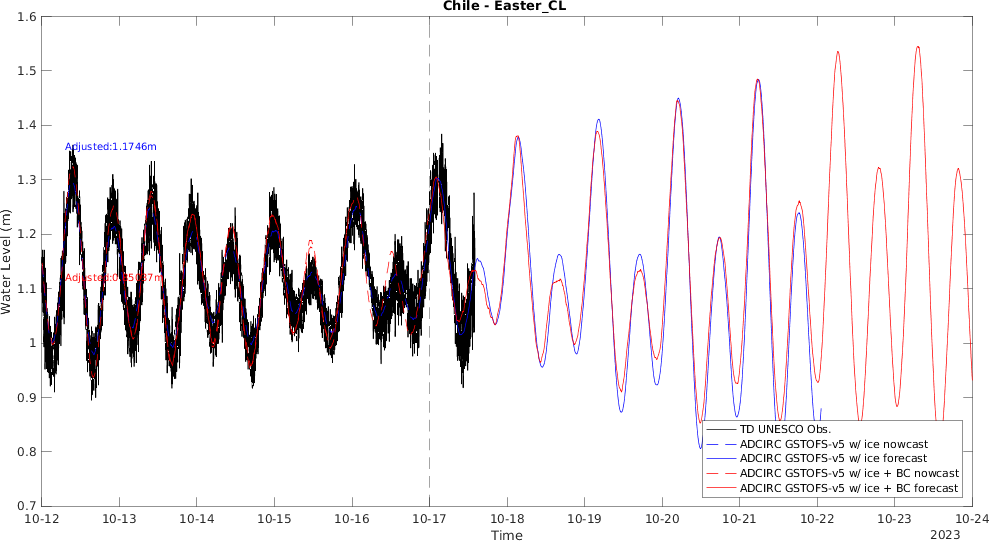 Chile - Easter_CL
1.6
1.5
1.4
1.3
1.2
1.1
1
0.9
0.8
0.7
Water Level (m)
Adjusted:1.1746m
TD UNESCO Obs.
ADCIRC GSTOFS-v5 w/ ice nowcast
ADCIRC GSTOFS-v5 w/ ice forecast
ADCIRC GSTOFS-v5 w/ ice + BC nowcast
ADCIRC GSTOFS-v5 w/ ice + BC forecast
10-12 10-13 10-14 10-15 10-16 10-17 10-18 10-19 10-20 10-21 10-22 10-23 10-24
Time
2023